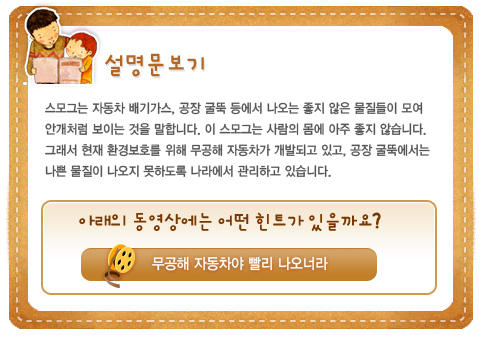 설명문보기
스모그는 자동차 배기가스, 공장 굴뚝 등에서 나오는 좋지 않은 물질들이 모여
안개처럼 보이는 것을 말합니다. 이 스모그는 사람의 몸에 아주 좋지 않습니다.
그래서 현재 환경보호를 위해 무공해 자동차가 개발되고 있고, 공장 굴뚝에서는
나쁜 물질이 나오지 못하도록 나라에서 관리하고 있습니다.
아래의 동영상에는 어떤 힌트가 있을까요?
무공해 자동차야 빨리 나오너라